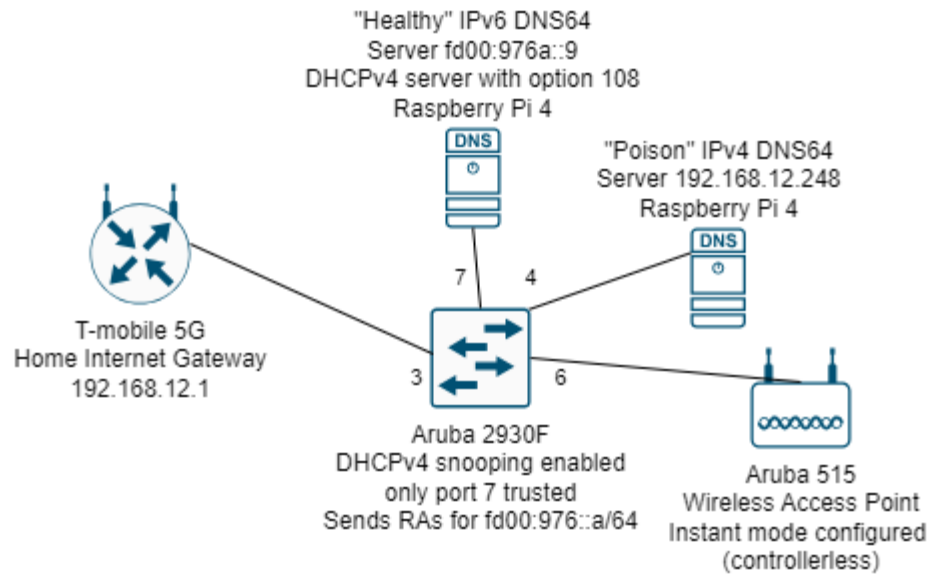 "Healthy" IPv6 DNS64
Server fd00:976a::9
DHCPv4 server with option 108
Raspberry Pi 4
DNS
"Poison" IPv4 DNS64
Server 192.168.12.248
Raspberry Pi 4
DNS
7
4
T-mobile 5G
Home Internet Gateway
192.168.12.1
3
6
Aruba 2930F
DHCPv4 snooping enabled
only port 7 trusted
Sends RAs for fd00:976::a/64
Aruba 515
Wireless Access Point
Instant mode configured
(controllerless)